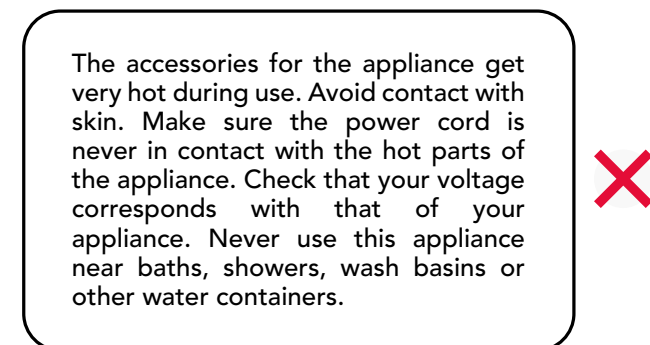 The accessories for the appliance get
very hot during use. Avoid contact with
skin. Make sure the power cord is
never in contact with the hot parts of
the appliance. Check that your voltage
corresponds with that of your
appliance. Never use this appliance
near baths, showers, wash basins or
other water containers.